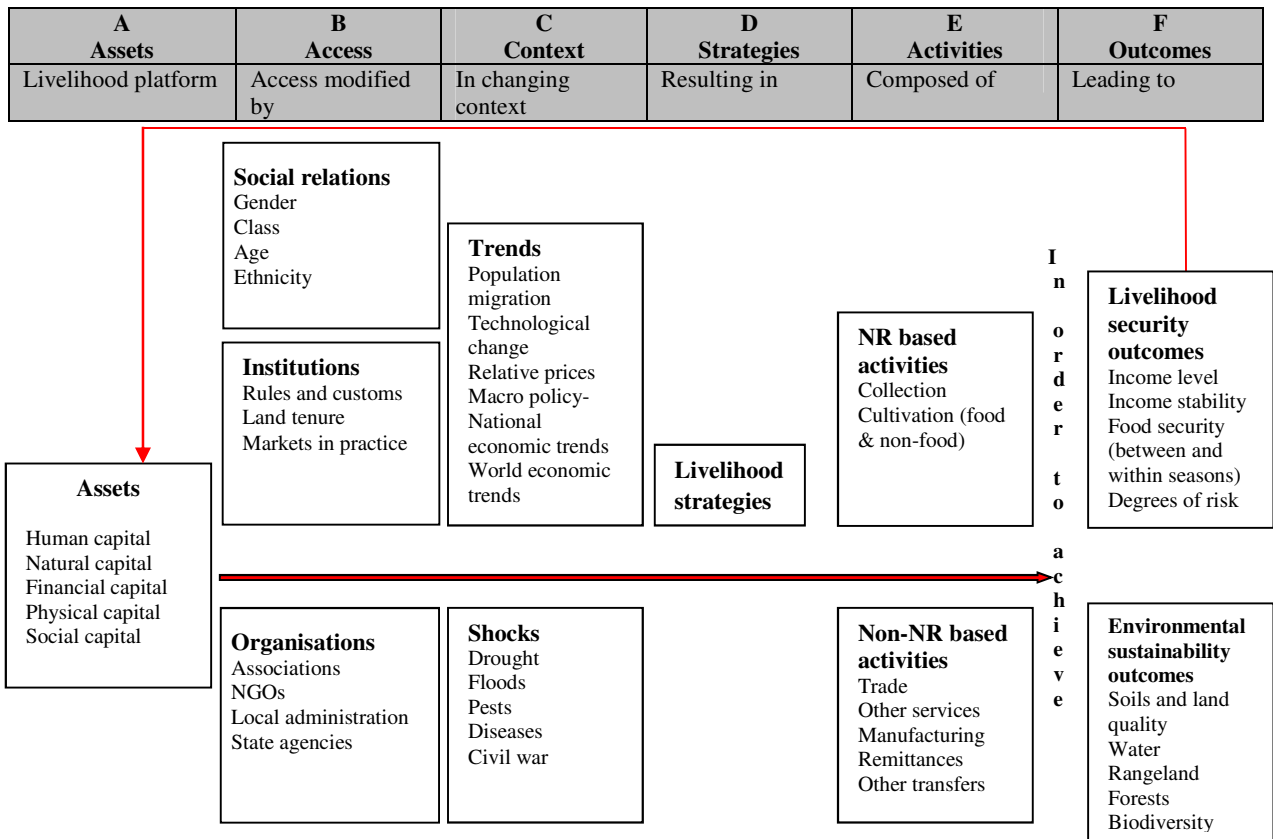 A
Assets
B
Access
C
Context
D
Strategies
E
Activities
F
Outcomes
Livelihood platform
Access modified
by
In changing
context
Resulting in
Composed of
Leading to
Assets
Human capital
Natural capital
Financial capital
Physical capital
Social capital
Social relations
Gender
Class
Age
Ethnicity
Institutions
Rules and customs
Land tenure
Markets in practice
Organisations
Associations
NGOs
Local administration
State agencies
Trends
Population
migration
Technological
change
Relative prices
Macro policy-
National
economic trends
World economic
trends
Shocks
Drought
Floods
Pests
Diseases
Civil war
Livelihood
strategies
NR based
activities
Collection
Cultivation (food
& non-food)
Non-NR based
activities
Trade
Other services
Manufacturing
Remittances
Other transfers
In order to achieve
Livelihood
security
outcomes
Income level
Income stability
Food security
(between and
within seasons)
Degrees of risk
Environmental
sustainability
outcomes
Soils and land
quality
Water
Rangeland
Forests
Biodiversity